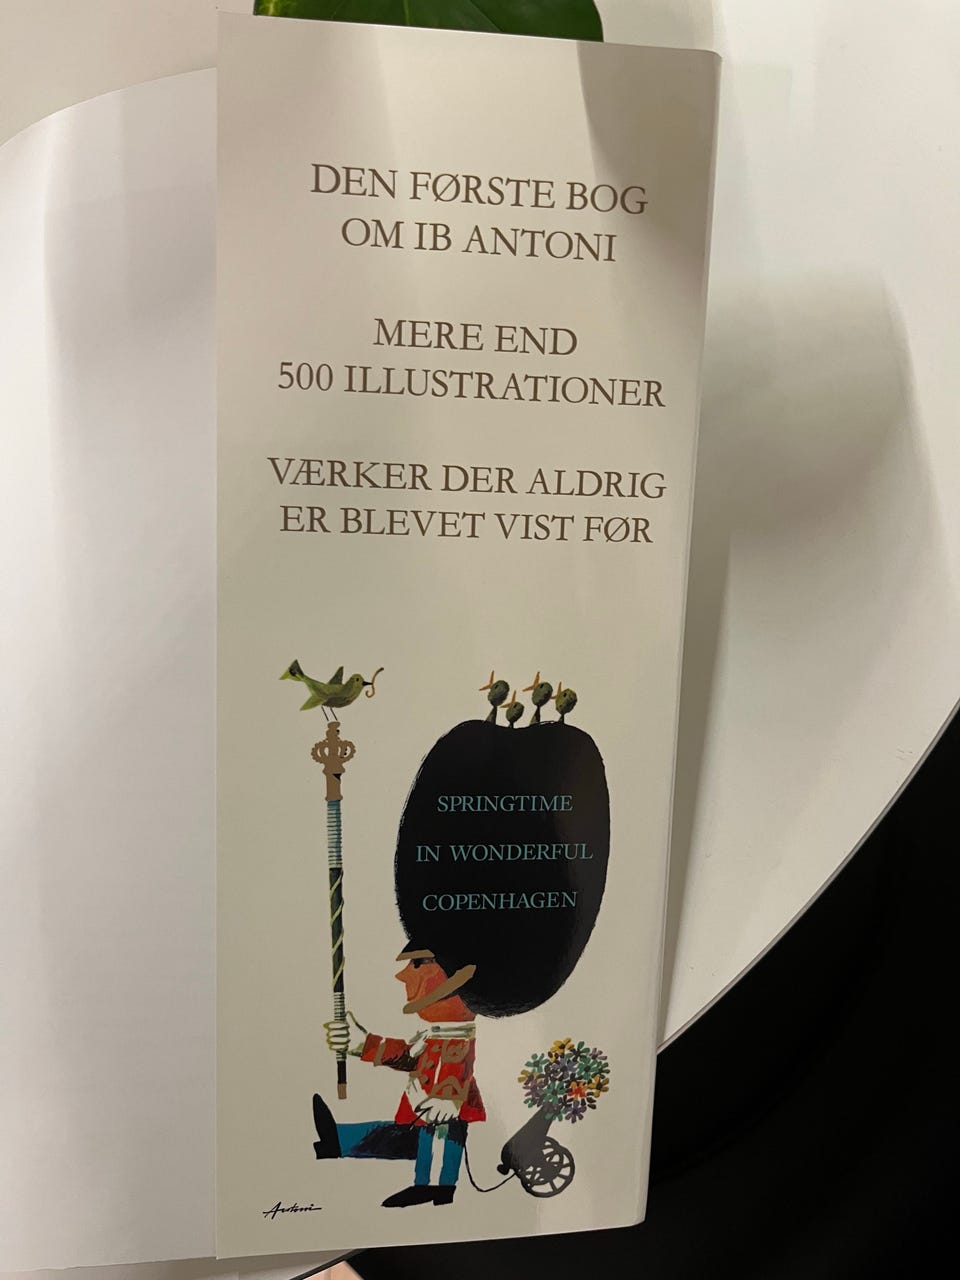 DEN FØRSTE BOG
OM IB ANTONI
MERE END
500 ILLUSTRATIONER
VÆRKER DER ALDRIG
ER BLEVET VIST FØR
SPRINGTIME
IN WONDERFUL
COPENHAGEN
Antoni